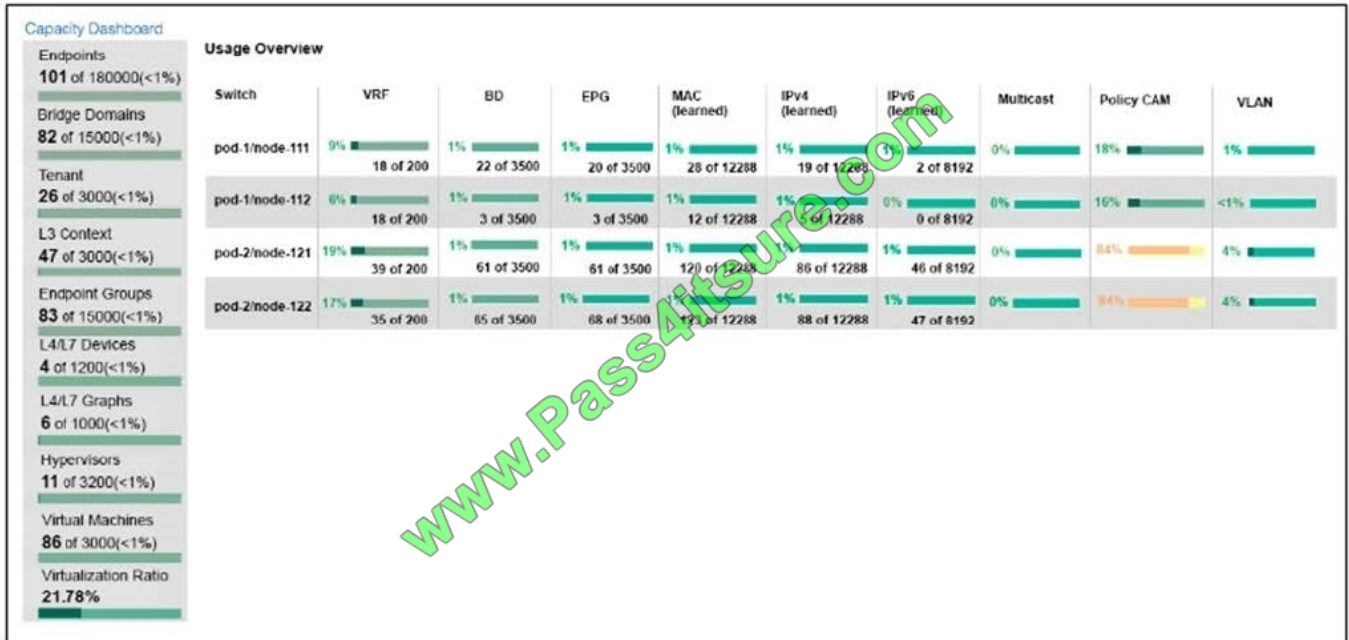 Capacity Dashboard
Endpoints
101 of 180000(<1%)
Bridge Domains
82 of 15000(<1%)
Tenant
26 of 3000(<1%)
L3 Context
47 of 3000(<1%)
Endpoint Groups
83 of 15000(<1%)
L4/L7 Devices
4 of 1200(<1%)
L4/L7 Graphs
6 of 1000(<1%)
Hypervisors
11 of 3200(<1%)
Virtual Machines
86 of 3000(<1%)
Virtualization Ratio
21.78%
Usage Overview
Switch VRF BD EPG MAC (learned) IPv4 (learned) IPv6 (learned) Multicast Policy CAM VLAN
pod-1/node-111 9% 1% 1% 1% 1% 1% 0% 18% 1%
18 of 200 22 of 3500 20 of 3500 28 of 12288 19 of 12288 2 of 8192
pod-1/node-112 6% 1% 1% 1% 1% 0% 0% 16% <1%
18 of 200 3 of 3500 3 of 3500 12 of 12288 5 of 12288 0 of 8192
pod-2/node-121 19% 1% 1% 1% 1% 1% 0% 84% 4%
39 of 200 61 of 3500 61 of 3500 120 of 12288 86 of 12288 46 of 8192
pod-2/node-122 17% 1% 1% 1% 1% 1% 0% 84% 4%
35 of 200 65 of 3500 68 of 3500 123 of 12288 88 of 12288 47 of 8192
www.Pass4itsure.com